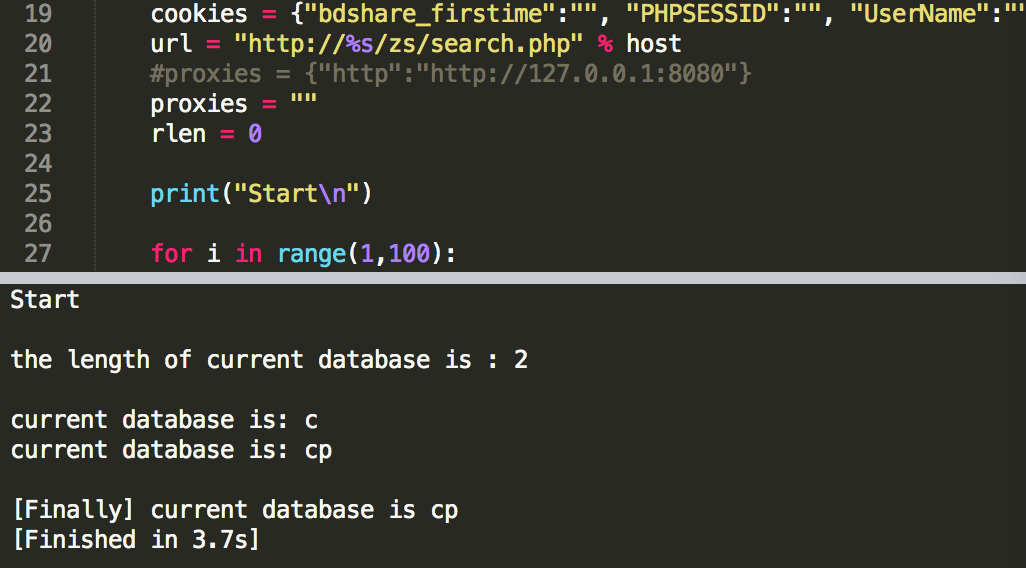 19 cookies = {"bdshare_firstime":"", "PHPSESSID":"", "UserName":""
20 url = "http://%s/zs/search.php" % host
21 #proxies = {"http":"http://127.0.0.1:8080"}
22 proxies = ""
23 rlen = 0
24
25 print("Start\n")
26
27 for i in range(1,100):
Start
the length of current database is : 2
current database is: c
current database is: cp
[Finally] current database is cp
[Finished in 3.7s]